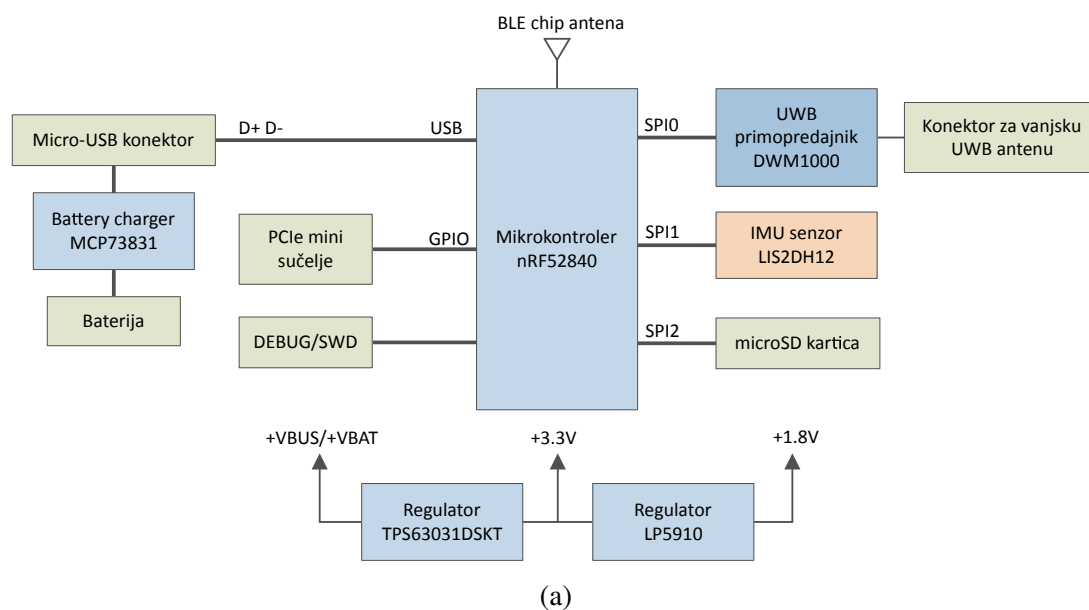 BLE chip antena
Micro-USB konektor
D+ D-
USB
SPI0
UWB
primopredajnik
DWM1000
Konektor za vanjsku
UWB antenu
Battery charger
MCP73831
PCIe mini
sučelje
GPIO
Mikrokontroler
nRF52840
SPI1
IMU senzor
LIS2DH12
Baterija
DEBUG/SWD
SPI2
microSD kartica
+VBUS/+VBAT
+3.3V
+1.8V
Regulator
TPS63031DSKT
Regulator
LP5910
(a)